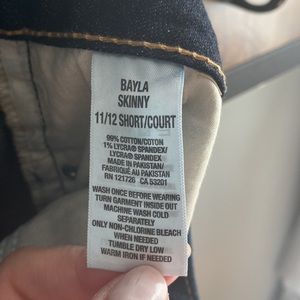 BAYLA
SKINNY
11/12 SHORT/COURT
99% COTTON/COTON
1% LYCRA® SPANDEX/
LYCRA® SPANDEX
MADE IN PAKISTAN/
FABRIQUÉ AU PAKISTAN
RN 121726 CA 53201
WASH ONCE BEFORE WEARING
TURN GARMENT INSIDE OUT
MACHINE WASH COLD
SEPARATELY
ONLY NON-CHLORINE BLEACH
WHEN NEEDED
TUMBLE DRY LOW
WARM IRON IF NEEDED